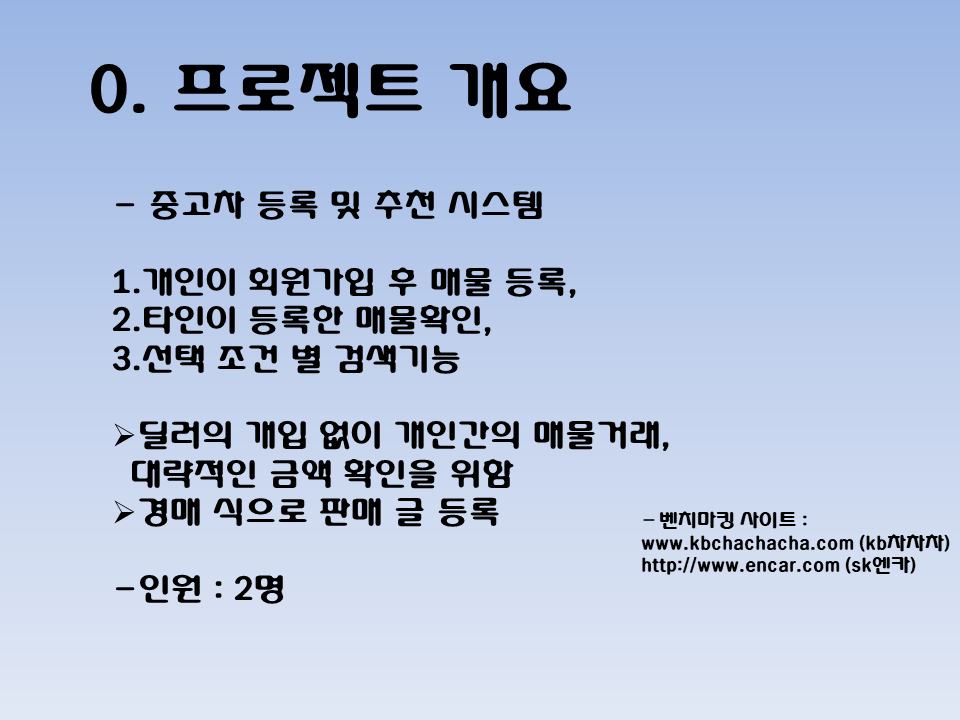 0. 프로젝트 개요
– 중고차 등록 및 추천 시스템
1.개인이 회원가입 후 매물 등록,
2.타인이 등록한 매물확인,
3.선택 조건 별 검색기능
➢딜러의 개입 없이 개인간의 매물거래,
대략적인 금액 확인을 위함
➢경매 식으로 판매 글 등록
–인원 : 2명
– 벤치마킹 사이트 :
www.kbchachacha.com (kb차차차)
http://www.encar.com (sk엔카)